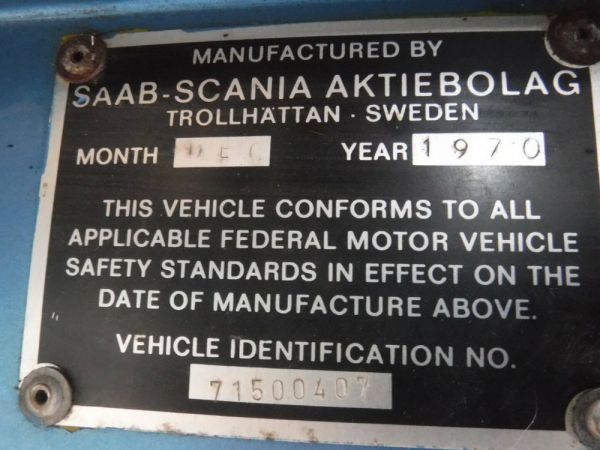 MANUFACTURED BY
SAAB-SCANIA AKTIEBOLAG
TROLLHÄTTAN · SWEDEN
MONTH DEC YEAR 1970
THIS VEHICLE CONFORMS TO ALL
APPLICABLE FEDERAL MOTOR VEHICLE
SAFETY STANDARDS IN EFFECT ON THE
DATE OF MANUFACTURE ABOVE.
VEHICLE IDENTIFICATION NO.
71500407